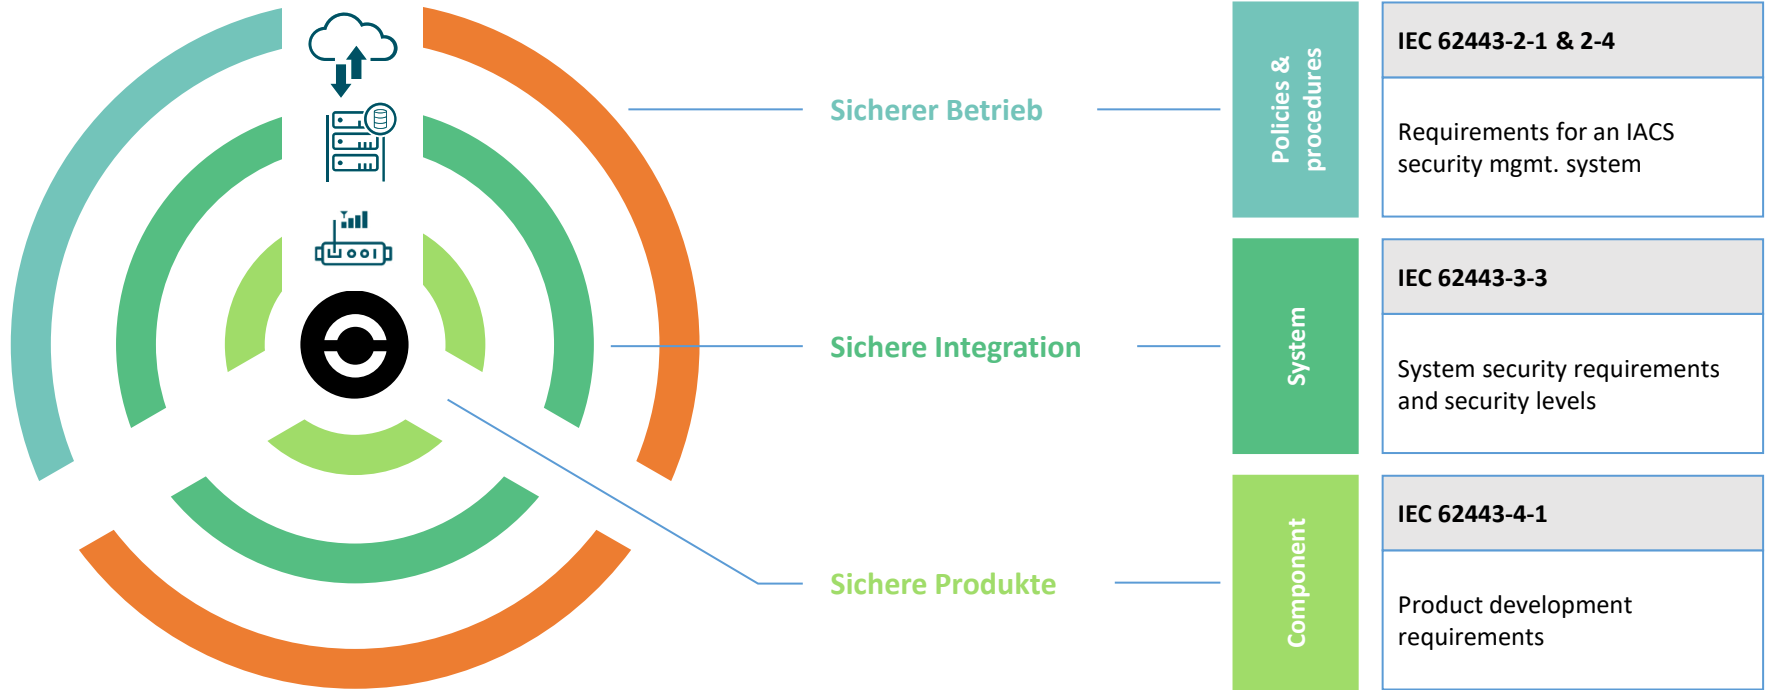 Sicherer Betrieb
Policies &
procedures
IEC 62443-2-1 & 2-4
Requirements for an IACS
security mgmt. system
Sichere Integration
System
IEC 62443-3-3
System security requirements
and security levels
Sichere Produkte
Component
IEC 62443-4-1
Product development
requirements